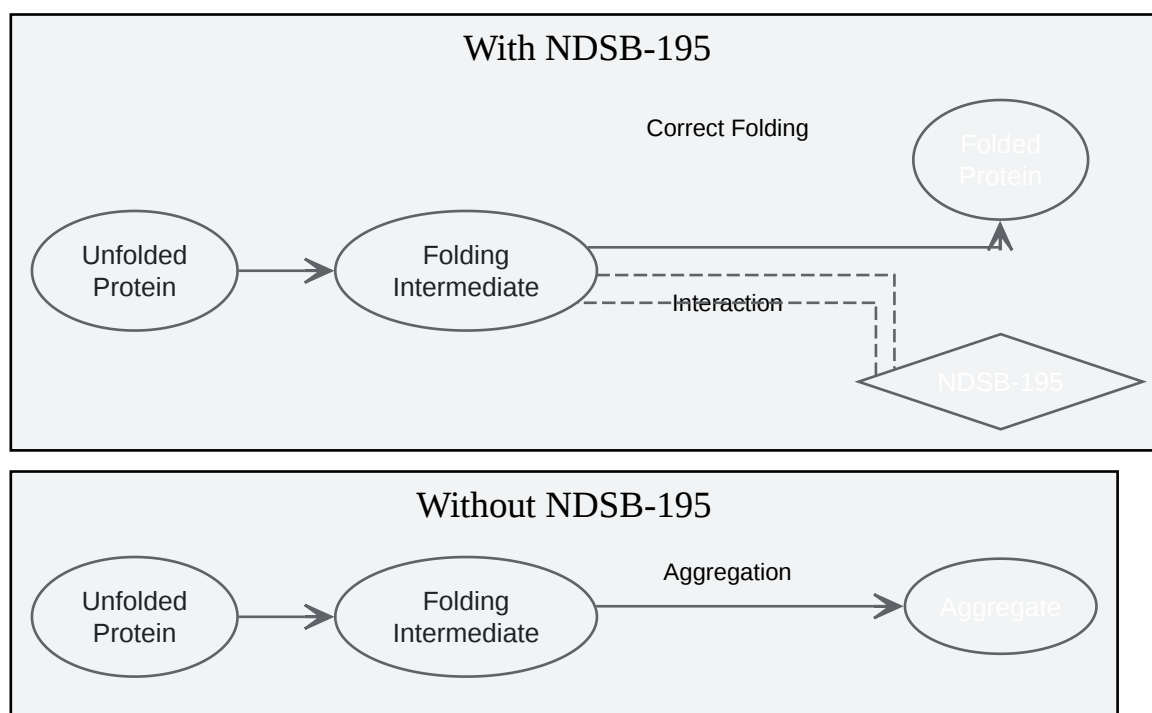 With NDSB-195
Correct Folding
Folded
Protein
Unfolded
Protein
Folding
Intermediate
Interaction
NDSB-195
Without NDSB-195
Aggregation
Unfolded
Protein
Folding
Intermediate
Aggregate